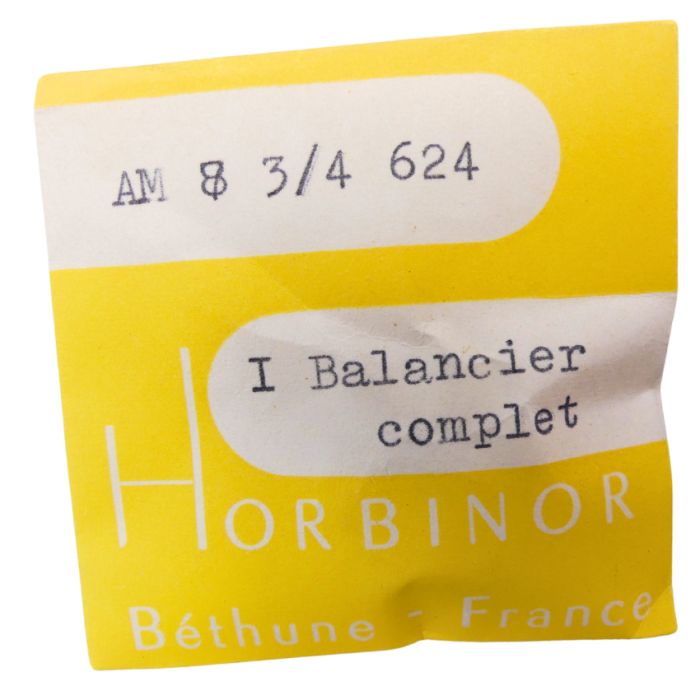 AM 8 3/4 624
I Balancier
complet
HORBINOR
Béthune - France